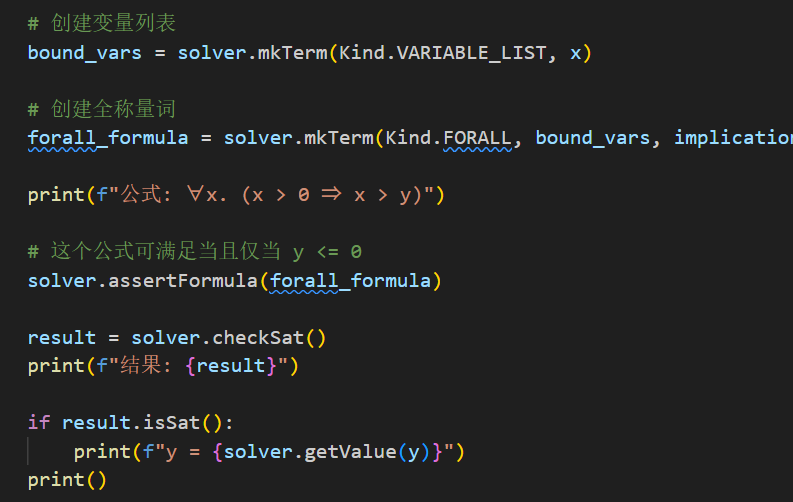 # 创建变量列表
bound_vars = solver.mkTerm(Kind.VARIABLE_LIST, x)
# 创建全称量词
forall_formula = solver.mkTerm(Kind.FORALL, bound_vars, implication
print(f"公式: ∀x. (x > 0 ⇒ x > y)")
# 这个公式可满足当且仅当 y <= 0
solver.assertFormula(forall_formula)
result = solver.checkSat()
print(f"结果: {result}")
if result.isSat():
    print(f"y = {solver.getValue(y)}")
print()